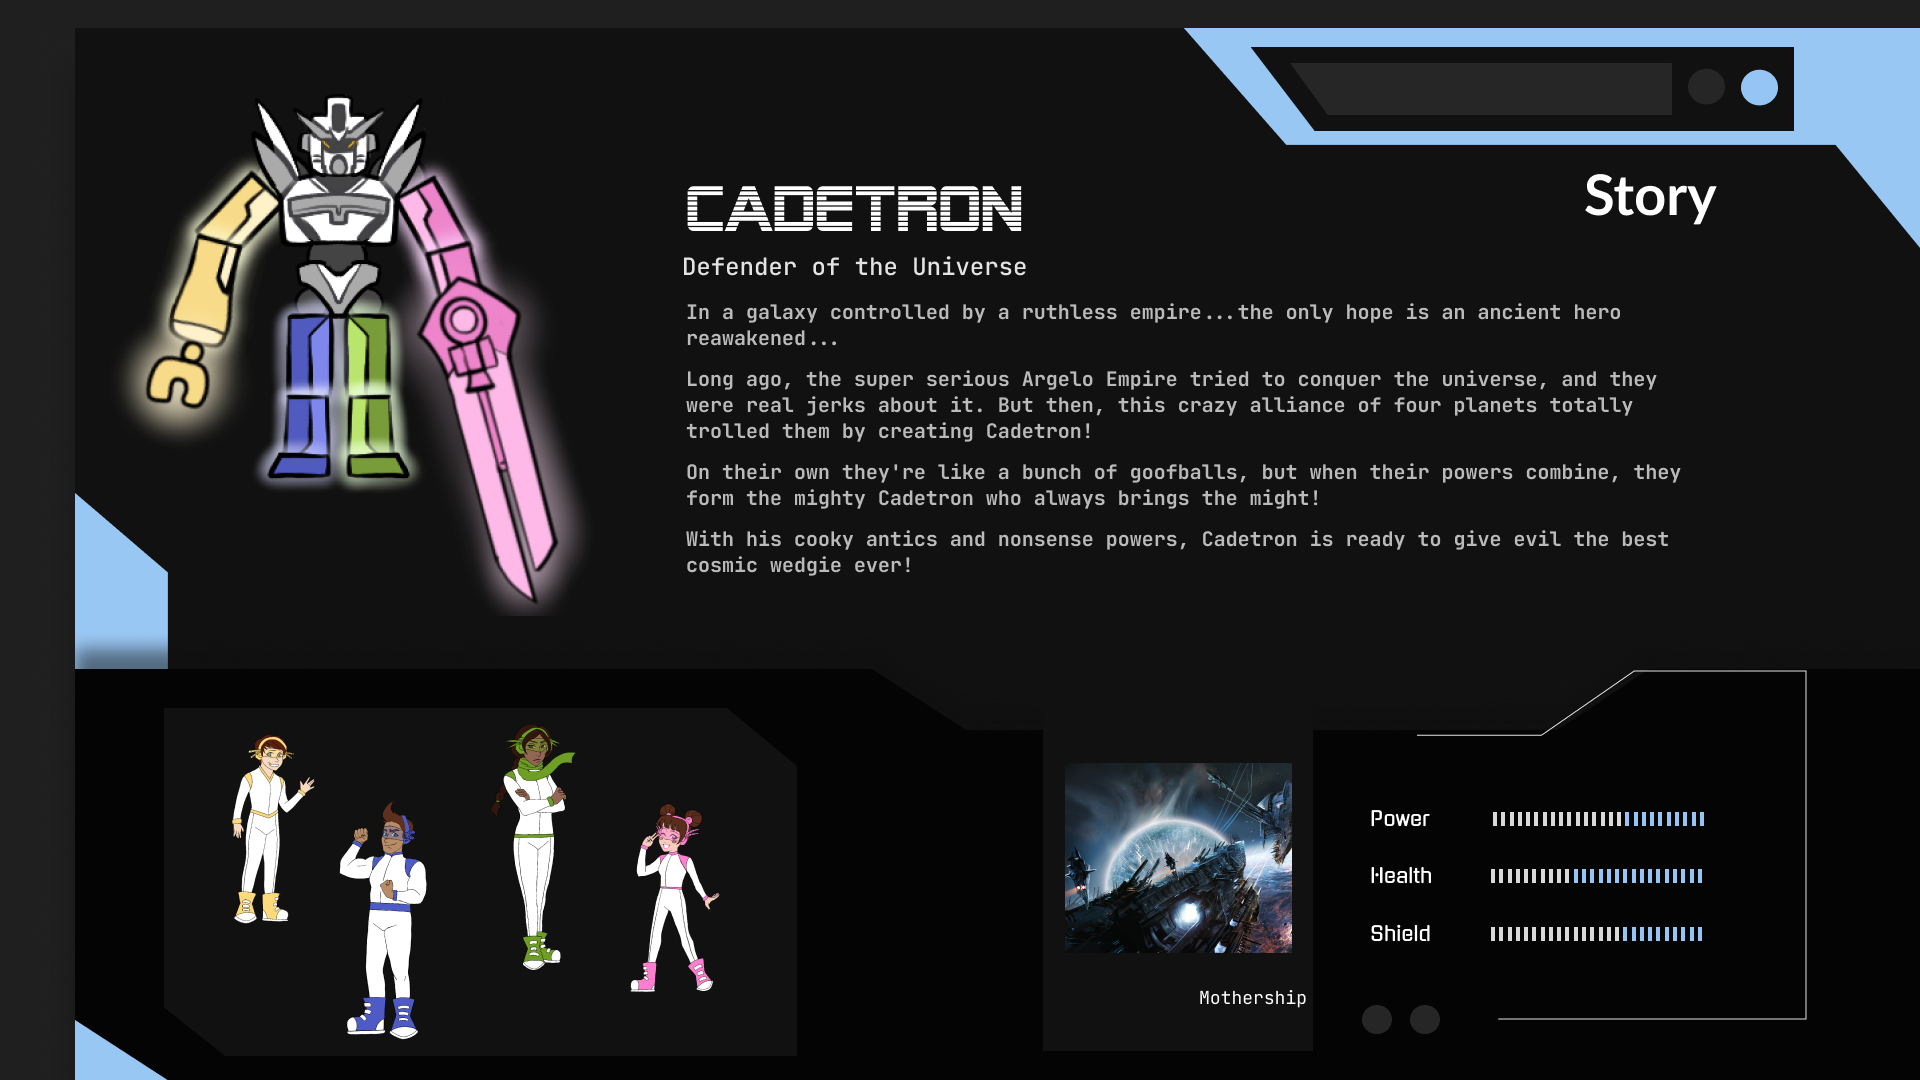 CADETRON
Story
Defender of the Universe
In a galaxy controlled by a ruthless empire...the only hope is an ancient hero
reawakened...
Long ago, the super serious Argelo Empire tried to conquer the universe, and they
were real jerks about it. But then, this crazy alliance of four planets totally
trolled them by creating Cadetron!
On their own they're like a bunch of goofballs, but when their powers combine, they
form the mighty Cadetron who always brings the might!
With his cooky antics and nonsense powers, Cadetron is ready to give evil the best
cosmic wedgie ever!
Mothership
Power
Health
Shield